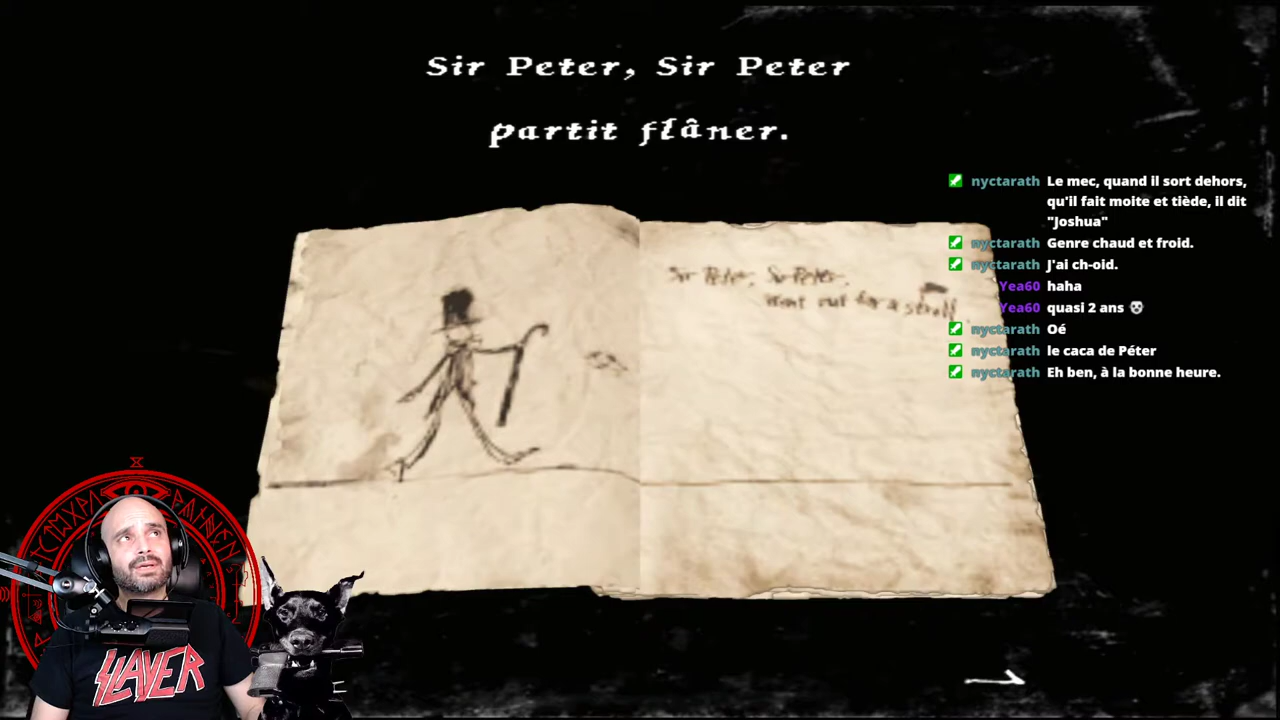 Sir Peter, Sir Peter
partit flâner.
Sir Peter, Sir Peter,
Went out for a stroll
nyctarath Le mec, quand il sort dehors,
qu'il fait moite et tiède, il dit
"Joshua"
nyctarath Genre chaud et froid.
nyctarath J'ai ch-oid.
Yea60 haha
Yea60 quasi 2 ans
nyctarath Oé
nyctarath le caca de Péter
nyctarath Eh ben, à la bonne heure.
SLAYER